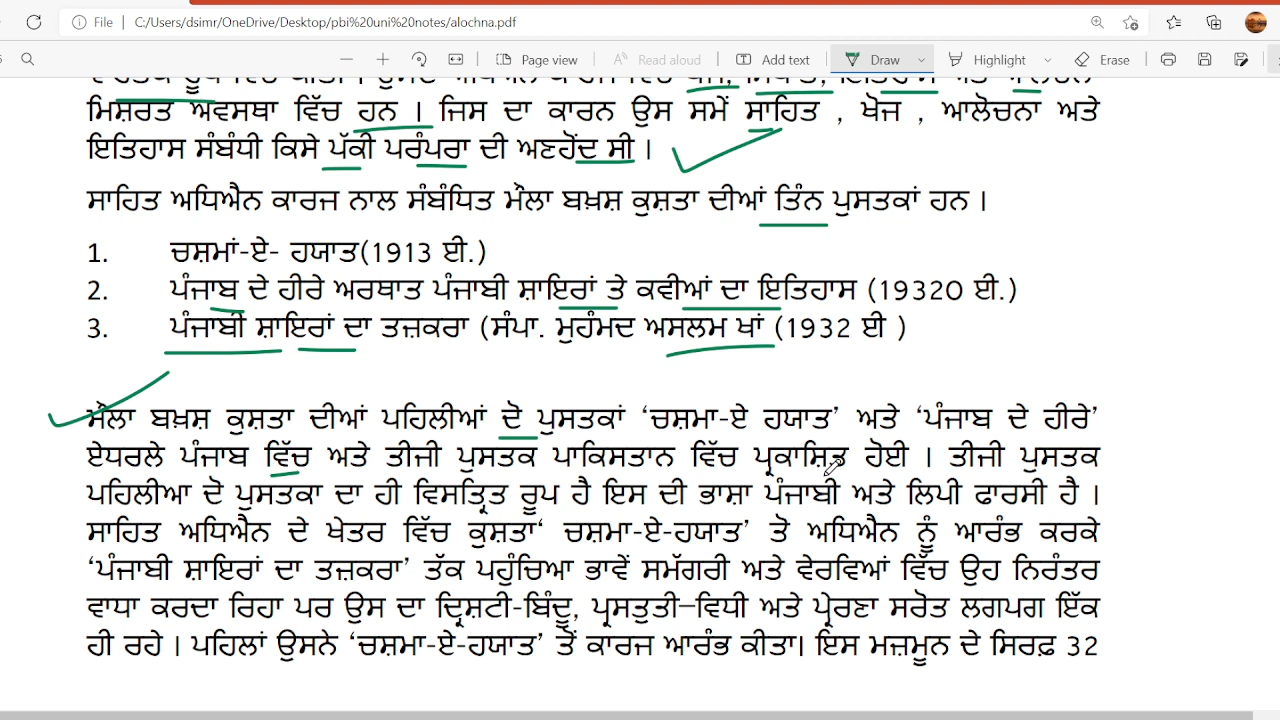 File C:/Users/dsimr/OneDrive/Desktop/pbi%20uni%20notes/alochna.pdf
Page view Read aloud Add text Draw Highlight Erase
ਮਿਸ਼ਰਤ ਅਵਸਥਾ ਵਿੱਚ ਹਨ । ਜਿਸ ਦਾ ਕਾਰਨ ਉਸ ਸਮੇਂ ਸਾਹਿਤ , ਖੋਜ , ਆਲੋਚਨਾ ਅਤੇ
ਇਤਿਹਾਸ ਸੰਬੰਧੀ ਕਿਸੇ ਪੱਕੀ ਪਰੰਪਰਾ ਦੀ ਅਣਹੋਂਦ ਸੀ ।
ਸਾਹਿਤ ਅਧਿਐਨ ਕਾਰਜ ਨਾਲ ਸੰਬੰਧਿਤ ਮੌਲਾ ਬਖ਼ਸ਼ ਕੁਸ਼ਤਾ ਦੀਆਂ ਤਿੰਨ ਪੁਸਤਕਾਂ ਹਨ ।
1. ਚਸ਼ਮਾਂ-ਏ- ਹਯਾਤ(1913 ਈ.)
2. ਪੰਜਾਬ ਦੇ ਹੀਰੇ ਅਰਥਾਤ ਪੰਜਾਬੀ ਸ਼ਾਇਰਾਂ ਤੇ ਕਵੀਆਂ ਦਾ ਇਤਿਹਾਸ (1932O ਈ.)
3. ਪੰਜਾਬੀ ਸ਼ਾਇਰਾਂ ਦਾ ਤਜ਼ਕਰਾ (ਸੰਪਾ. ਮੁਹੰਮਦ ਅਸਲਮ ਖਾਂ (1932 ਈ )
ਮੌਲਾ ਬਖ਼ਸ਼ ਕੁਸ਼ਤਾ ਦੀਆਂ ਪਹਿਲੀਆਂ ਦੋ ਪੁਸਤਕਾਂ ‘ਚਸ਼ਮਾ-ਏ ਹਯਾਤ’ ਅਤੇ ‘ਪੰਜਾਬ ਦੇ ਹੀਰੇ’
ਏਧਰਲੇ ਪੰਜਾਬ ਵਿੱਚ ਅਤੇ ਤੀਜੀ ਪੁਸਤਕ ਪਾਕਿਸਤਾਨ ਵਿੱਚ ਪ੍ਰਕਾਸ਼ਿਤ ਹੋਈ । ਤੀਜੀ ਪੁਸਤਕ
ਪਹਿਲੀਆ ਦੋ ਪੁਸਤਕਾ ਦਾ ਹੀ ਵਿਸਤ੍ਰਿਤ ਰੂਪ ਹੈ ਇਸ ਦੀ ਭਾਸ਼ਾ ਪੰਜਾਬੀ ਅਤੇ ਲਿਪੀ ਫਾਰਸੀ ਹੈ ।
ਸਾਹਿਤ ਅਧਿਐਨ ਦੇ ਖੇਤਰ ਵਿੱਚ ਕੁਸ਼ਤਾ‘ ਚਸ਼ਮਾ-ਏ-ਹਯਾਤ’ ਤੋ ਅਧਿਐਨ ਨੂੰ ਆਰੰਭ ਕਰਕੇ
‘ਪੰਜਾਬੀ ਸ਼ਾਇਰਾਂ ਦਾ ਤਜ਼ਕਰਾ’ ਤੱਕ ਪਹੁੰਚਿਆ ਭਾਵੇਂ ਸਮੱਗਰੀ ਅਤੇ ਵੇਰਵਿਆਂ ਵਿੱਚ ਉਹ ਨਿਰੰਤਰ
ਵਾਧਾ ਕਰਦਾ ਰਿਹਾ ਪਰ ਉਸ ਦਾ ਦ੍ਰਿਸ਼ਟੀ-ਬਿੰਦੂ, ਪ੍ਰਸਤੁਤੀ–ਵਿਧੀ ਅਤੇ ਪ੍ਰੇਰਣਾ ਸਰੋਤ ਲਗਪਗ ਇੱਕ
ਹੀ ਰਹੇ । ਪਹਿਲਾਂ ਉਸਨੇ ‘ਚਸ਼ਮਾ-ਏ-ਹਯਾਤ’ ਤੋਂ ਕਾਰਜ ਆਰੰਭ ਕੀਤਾ। ਇਸ ਮਜ਼ਮੂਨ ਦੇ ਸਿਰਫ਼ 32